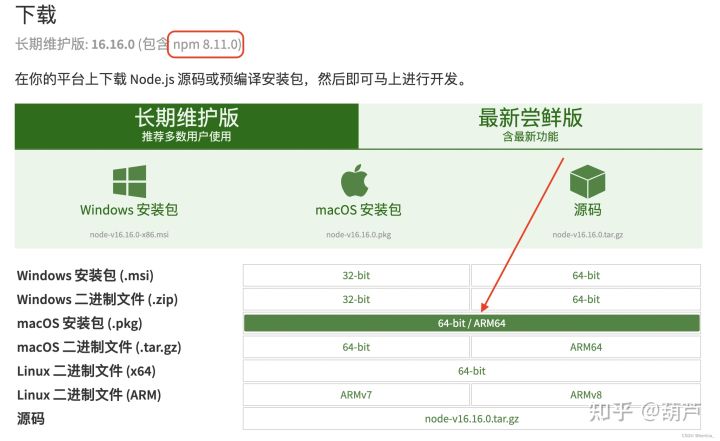 下载
长期维护版: 16.16.0 (包含 npm 8.11.0)
在你的平台上下载 Node.js 源码或预编译安装包，然后即可马上进行开发。
长期维护版
推荐多数用户使用
最新尝鲜版
含最新功能
Windows 安装包
macOS 安装包
源码
node-v16.16.0-x86.msi
node-v16.16.0.pkg
node-v16.16.0.tar.gz
Windows 安装包 (.msi) 32-bit 64-bit
Windows 二进制文件 (.zip) 32-bit 64-bit
macOS 安装包 (.pkg) 64-bit / ARM64
macOS 二进制文件 (.tar.gz) 64-bit ARM64
Linux 二进制文件 (x64) 64-bit
Linux 二进制文件 (ARM) ARMv7 ARMv8
源码 node-v16.16.0.tar.gz
知乎 @葫芦